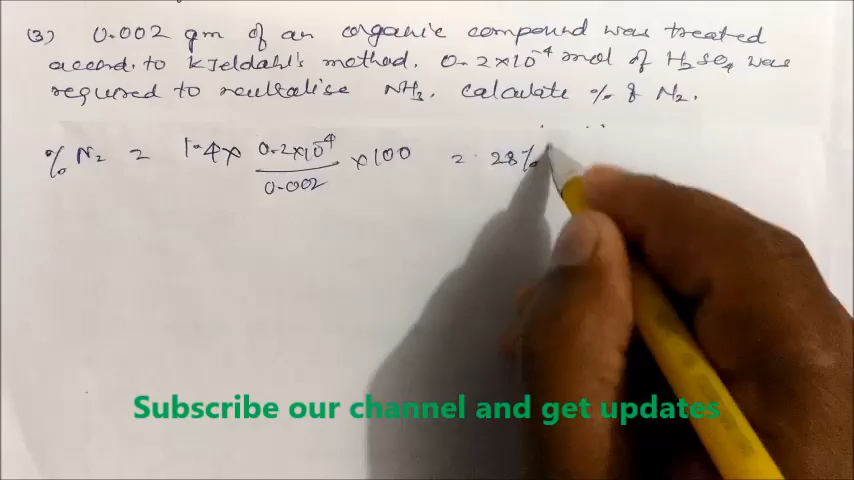 (3) 0.002 gm of an organic compound was treated
accord. to Kjeldahl's method. 0.2×10⁻⁴ mol of H₂SO₄ was
required to neutralise NH₃. Calculate % of N₂.
% N₂ = 1.4× 0.2×10⁻⁴ / 0.002 ×100 = 28%
Subscribe our channel and get updates